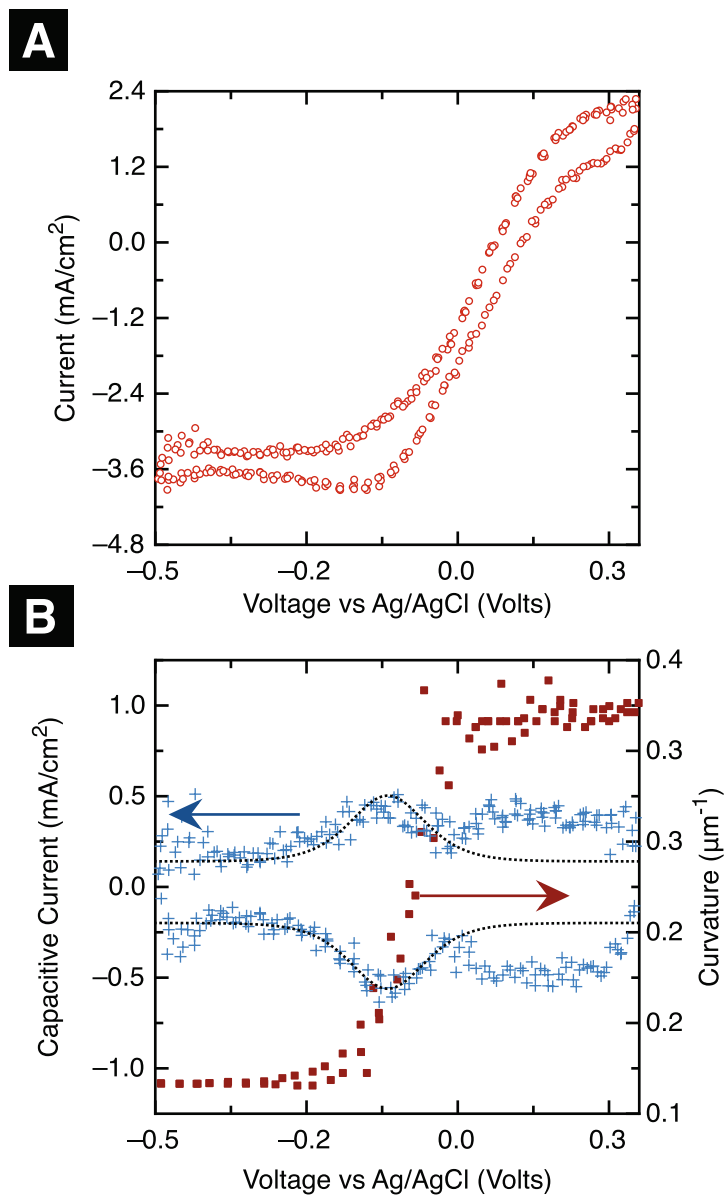 A
2.4
1.2
0.0
−1.2
−2.4
−3.6
−4.8
Current (mA/cm²)
−0.5 −0.2 0.0 0.3
Voltage vs Ag/AgCl (Volts)
B
1.0
0.5
0.0
−0.5
−1.0
Capacitive Current (mA/cm²)
0.4
0.3
0.3
0.2
0.2
0.1
Curvature (μm⁻¹)
−0.5 −0.2 0.0 0.3
Voltage vs Ag/AgCl (Volts)